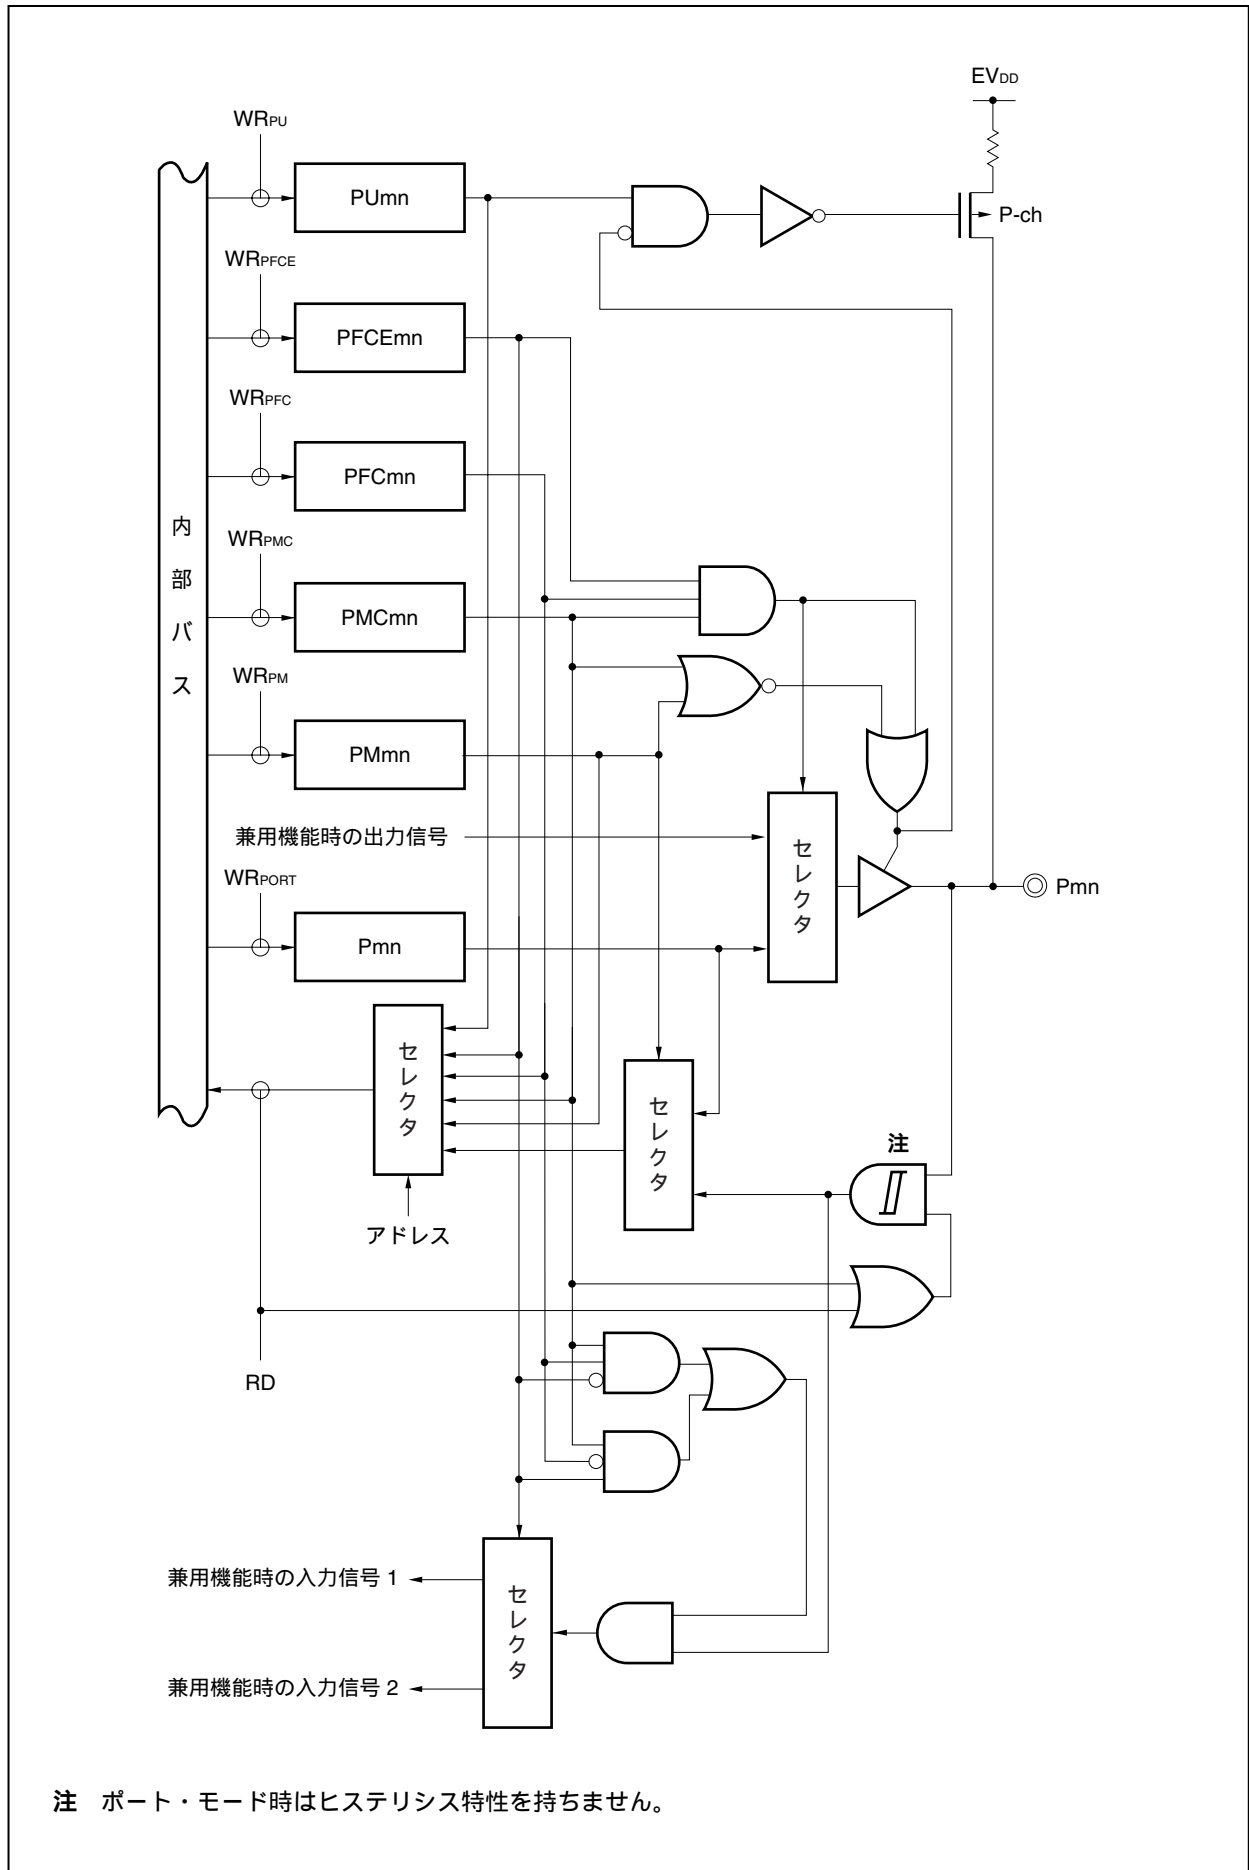 EVDD
WRPU
PUmn
P-ch
WRPFCE
PFCEmn
WRPFC
PFCmn
内部バス
WRPMC
PMCmn
WRPM
PMmn
兼用機能時の出力信号
セレクタ
WRPORT
Pmn
Pmn
セレクタ
セレクタ
注
アドレス
RD
兼用機能時の入力信号 1
セレクタ
兼用機能時の入力信号 2
注 ポート・モード時はヒステリシス特性を持ちません。